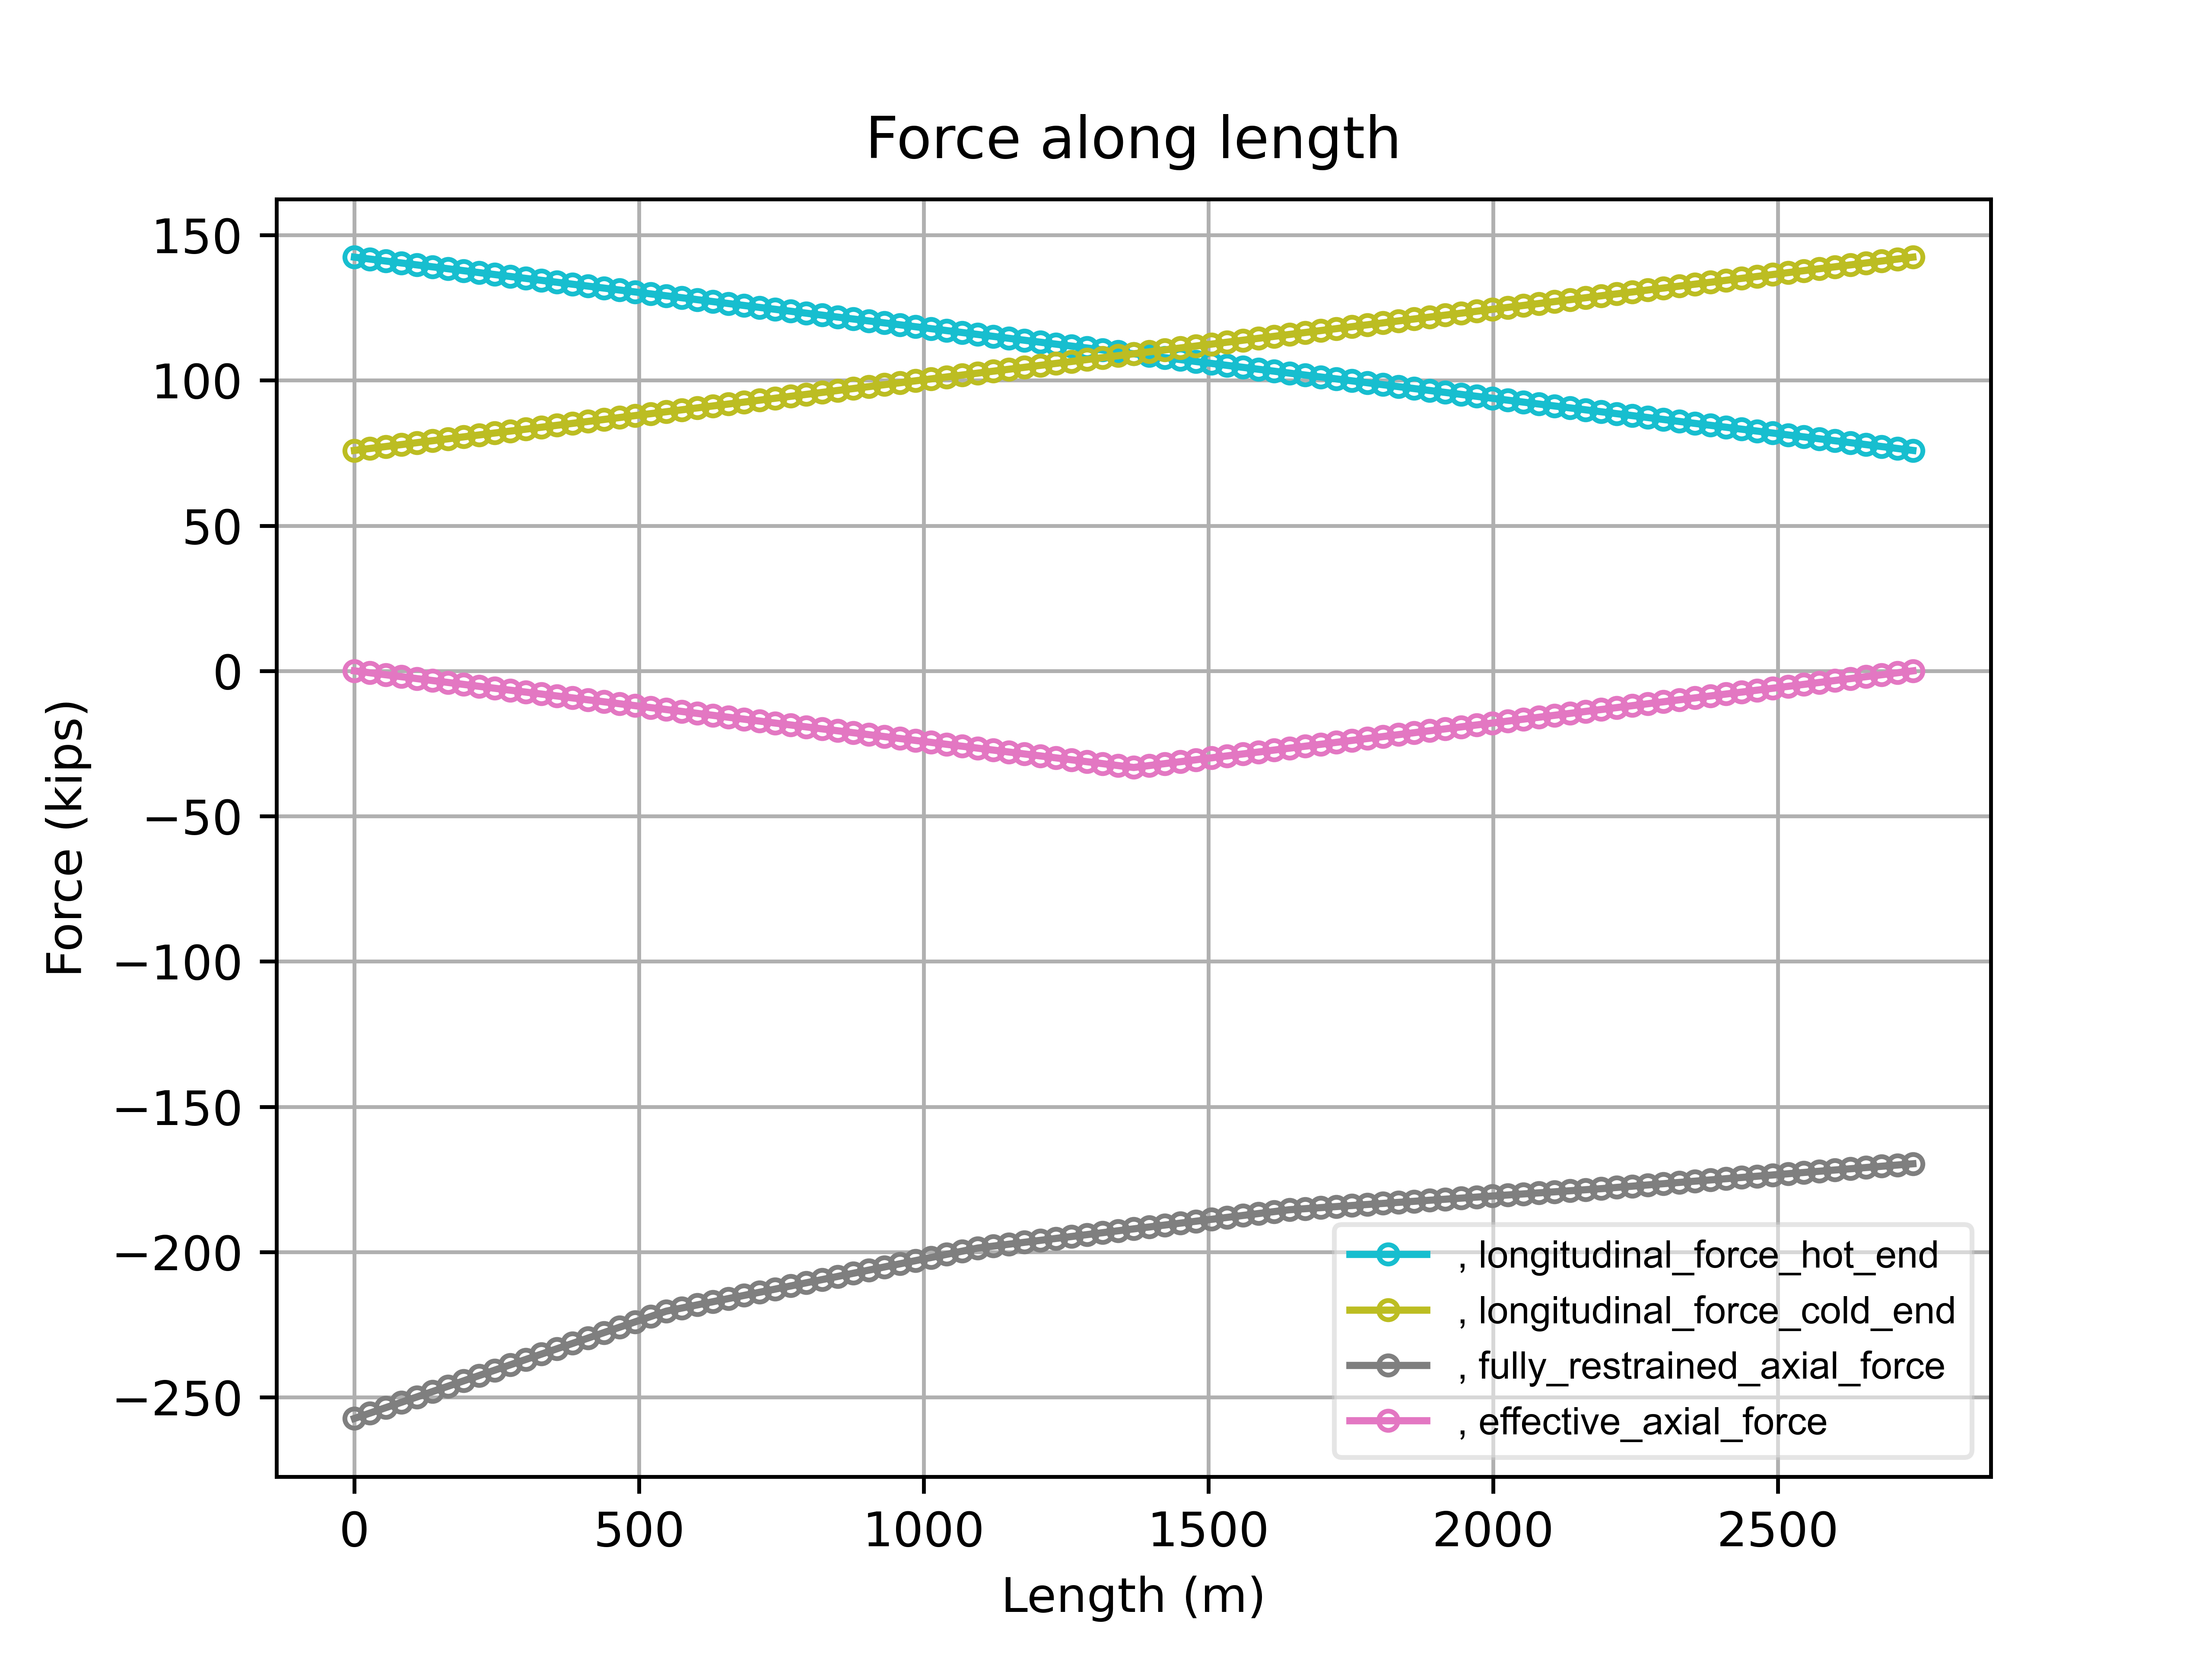 Force along length
150
100
50
0
−50
−100
−150
−200
−250
Force (kips)
, longitudinal_force_hot_end
, longitudinal_force_cold_end
, fully_restrained_axial_force
, effective_axial_force
0 500 1000 1500 2000 2500
Length (m)